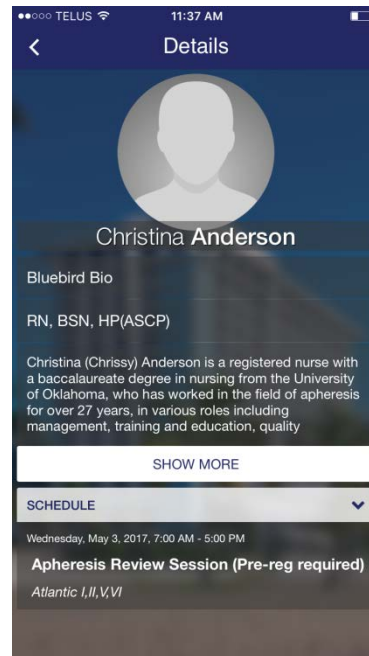 ●●○○○ TELUS 11:37 AM
Details
Christina Anderson
Bluebird Bio
RN, BSN, HP(ASCP)
Christina (Chrissy) Anderson is a registered nurse with
a baccalaureate degree in nursing from the University
of Oklahoma, who has worked in the field of apheresis
for over 27 years, in various roles including
management, training and education, quality
SHOW MORE
SCHEDULE
Wednesday, May 3, 2017, 7:00 AM - 5:00 PM
Apheresis Review Session (Pre-reg required)
Atlantic I,II,V,VI